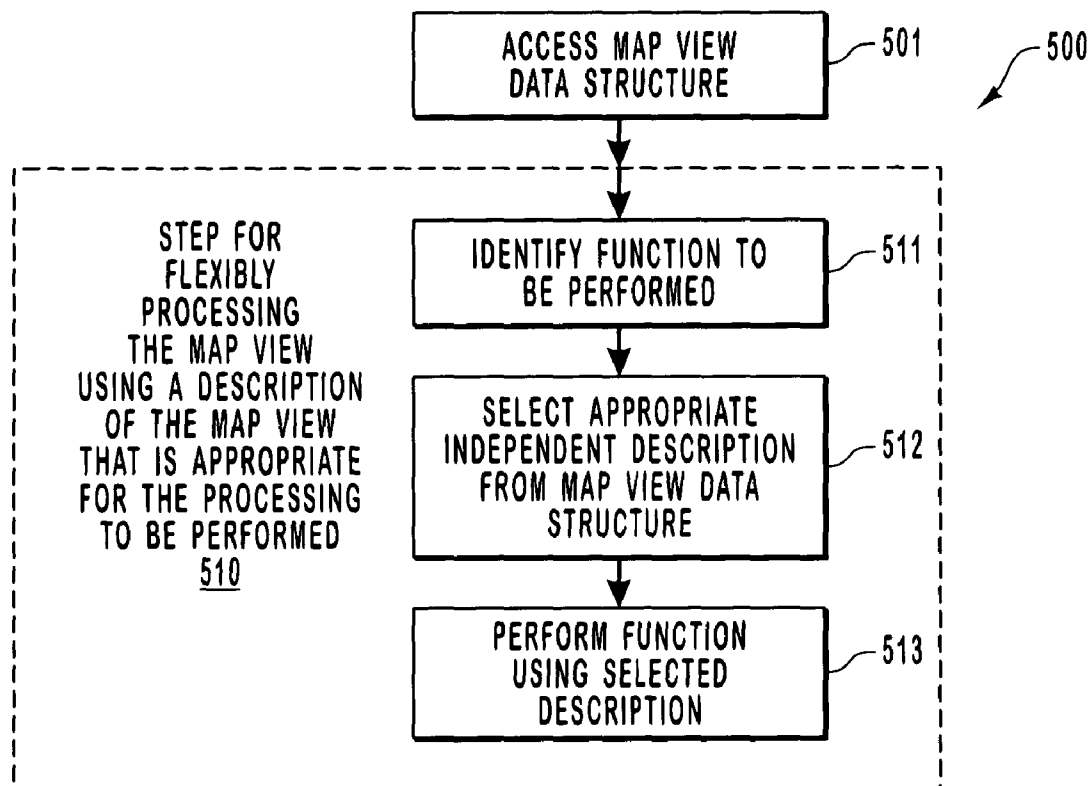 ACCESS MAP VIEW
DATA STRUCTURE
501
500
STEP FOR
FLEXIBLY
PROCESSING
THE MAP VIEW
USING A DESCRIPTION
OF THE MAP VIEW
THAT IS APPROPRIATE
FOR THE PROCESSING
TO BE PERFORMED
510
IDENTIFY FUNCTION TO
BE PERFORMED
511
SELECT APPROPRIATE
INDEPENDENT DESCRIPTION
FROM MAP VIEW DATA
STRUCTURE
512
PERFORM FUNCTION
USING SELECTED
DESCRIPTION
513